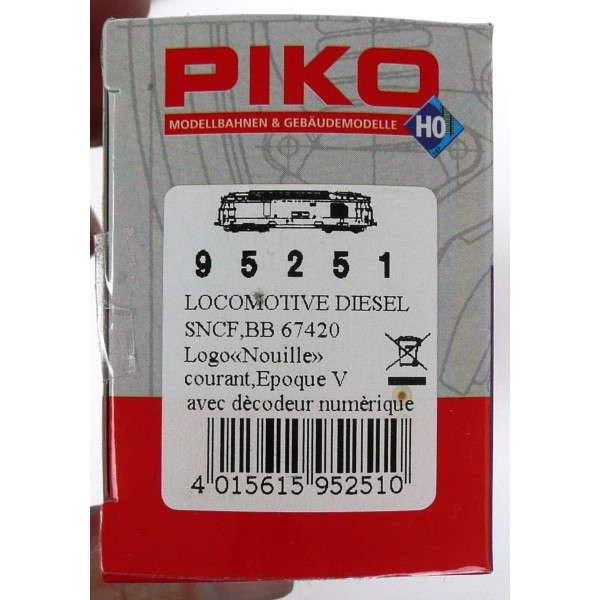 PIKO
MODELLBAHNEN & GEBÄUDEMODELLE
H0
9 5 2 5 1
LOCOMOTIVE DIESEL
SNCF,BB 67420
Logo«Nouille»
courant,Epoque V
avec dècodeur numèrique
4 015615 952510